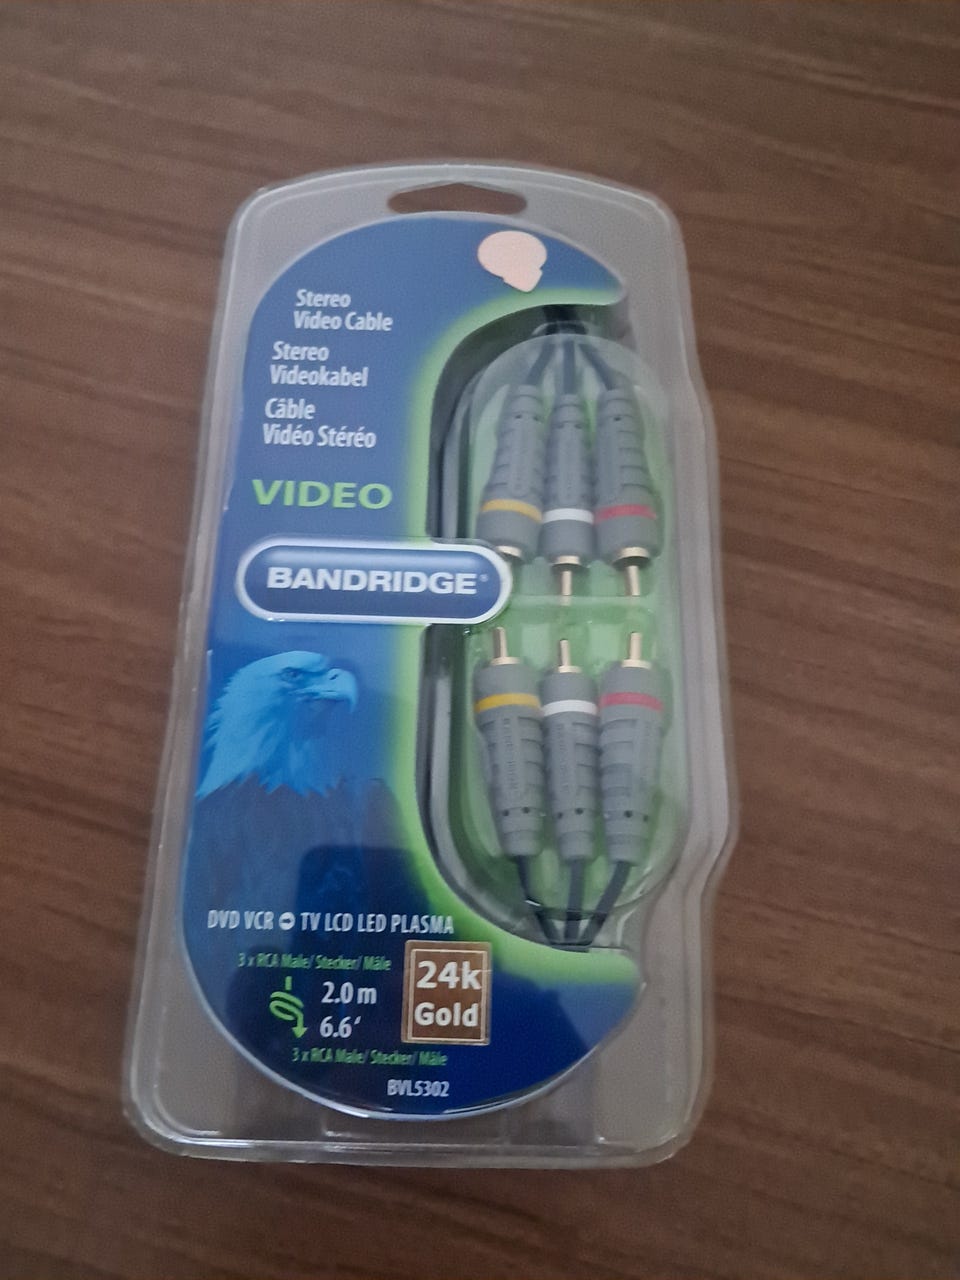 Stereo
Video Cable
Stereo
Videokabel
Câble
Vidéo Stéréo
VIDEO
BANDRIDGE®
DVD VCR TV LCD LED PLASMA
3 x RCA Male/ Stecker/ Mâle
2.0 m
6.6'
24k
Gold
3 x RCA Male/ Stecker/ Mâle
BVL5302